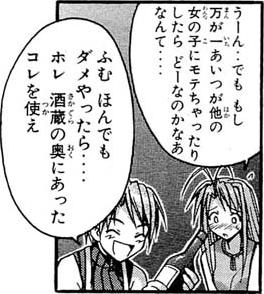 うーん‥でも もし
万が一あいつが他の
女の子にモテちゃったり
したら どーなのかなあ
なんて‥‥
ふむ ほんでも
ダメやったら‥‥
ホレ 酒蔵の奥にあった
コレを使え